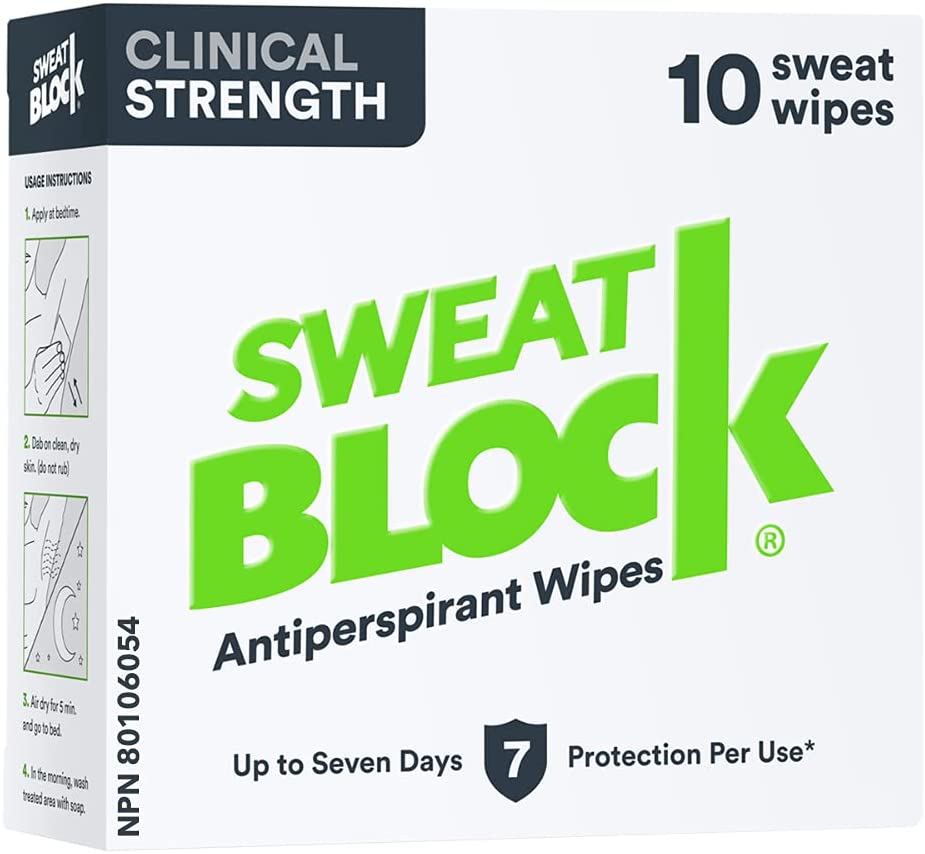 SWEAT
BLOCK
USAGE INSTRUCTIONS
1. Apply at bedtime.
2. Dab on clean, dry
skin. (do not rub)
3. Air dry for 5 min.
and go to bed.
4. In the morning, wash
treated area with soap.
NPN 80106054
CLINICAL
STRENGTH
10 sweat
wipes
SWEAT
BLOCK®
Antiperspirant Wipes
Up to Seven Days 7 Protection Per Use*